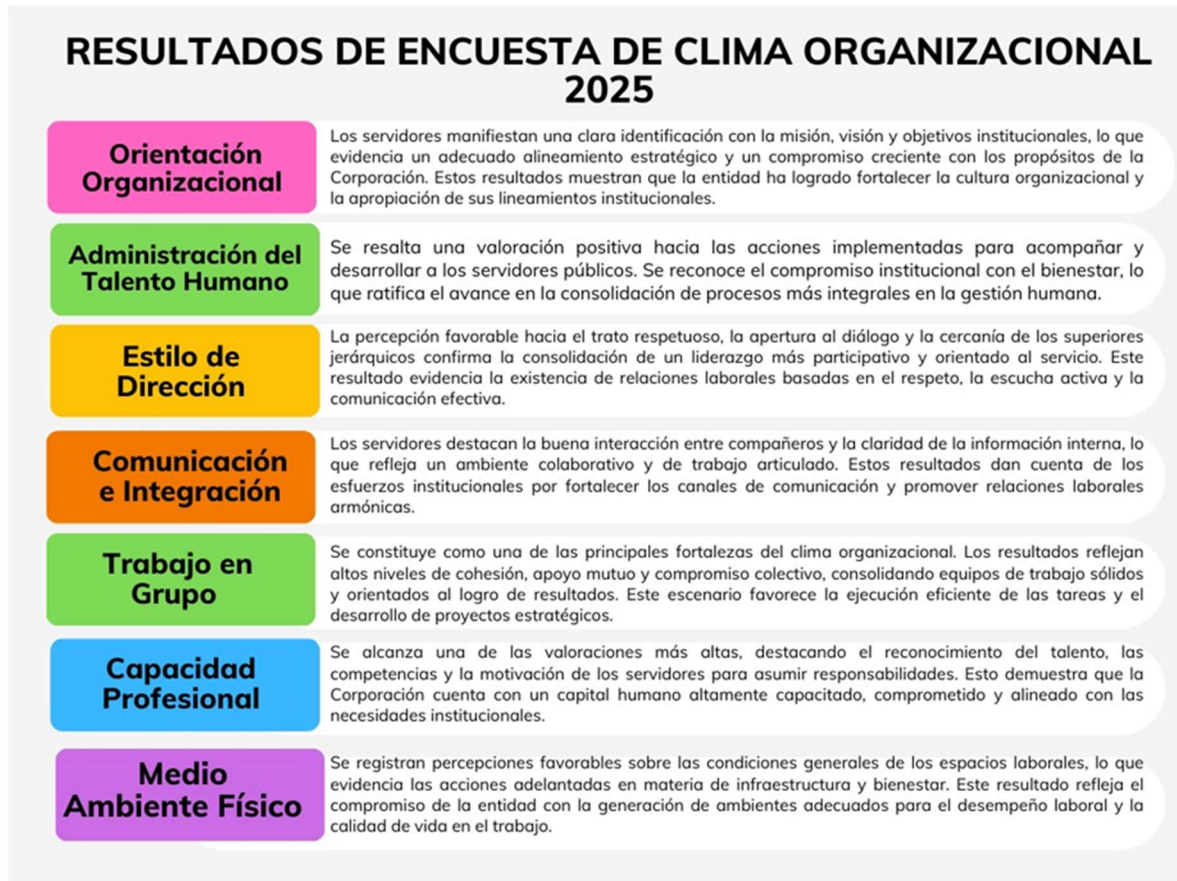 RESULTADOS DE ENCUESTA DE CLIMA ORGANIZACIONAL
2025
Orientación
Organizacional
Los servidores manifiestan una clara identificación con la misión, visión y objetivos institucionales, lo que
evidencia un adecuado alineamiento estratégico y un compromiso creciente con los propósitos de la
Corporación. Estos resultados muestran que la entidad ha logrado fortalecer la cultura organizacional y
la apropiación de sus lineamientos institucionales.
Administración del
Talento Humano
Se resalta una valoración positiva hacia las acciones implementadas para acompañar y
desarrollar a los servidores públicos. Se reconoce el compromiso institucional con el bienestar, lo
que ratifica el avance en la consolidación de procesos más integrales en la gestión humana.
Estilo de
Dirección
La percepción favorable hacia el trato respetuoso, la apertura al diálogo y la cercanía de los superiores
jerárquicos confirma la consolidación de un liderazgo más participativo y orientado al servicio. Este
resultado evidencia la existencia de relaciones laborales basadas en el respeto, la escucha activa y la
comunicación efectiva.
Comunicación
e Integración
Los servidores destacan la buena interacción entre compañeros y la claridad de la información interna, lo
que refleja un ambiente colaborativo y de trabajo articulado. Estos resultados dan cuenta de los
esfuerzos institucionales por fortalecer los canales de comunicación y promover relaciones laborales
armónicas.
Trabajo en
Grupo
Se constituye como una de las principales fortalezas del clima organizacional. Los resultados reflejan
altos niveles de cohesión, apoyo mutuo y compromiso colectivo, consolidando equipos de trabajo sólidos
y orientados al logro de resultados. Este escenario favorece la ejecución eficiente de las tareas y el
desarrollo de proyectos estratégicos.
Capacidad
Profesional
Se alcanza una de las valoraciones más altas, destacando el reconocimiento del talento, las
competencias y la motivación de los servidores para asumir responsabilidades. Esto demuestra que la
Corporación cuenta con un capital humano altamente capacitado, comprometido y alineado con las
necesidades institucionales.
Medio
Ambiente Físico
Se registran percepciones favorables sobre las condiciones generales de los espacios laborales, lo que
evidencia las acciones adelantadas en materia de infraestructura y bienestar. Este resultado refleja el
compromiso de la entidad con la generación de ambientes adecuados para el desempeño laboral y la
calidad de vida en el trabajo.